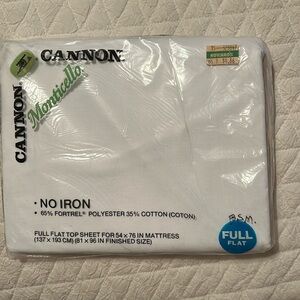 CANNON
CANNON
Monticello
• NO IRON
• 65% FORTREL® POLYESTER 35% COTTON (COTON)
FULL FLAT TOP SHEET FOR 54 x 76 IN MATTRESS
(137 x 193 CM) (81 x 96 IN FINISHED SIZE)
B.S.M.
FULL
FLAT